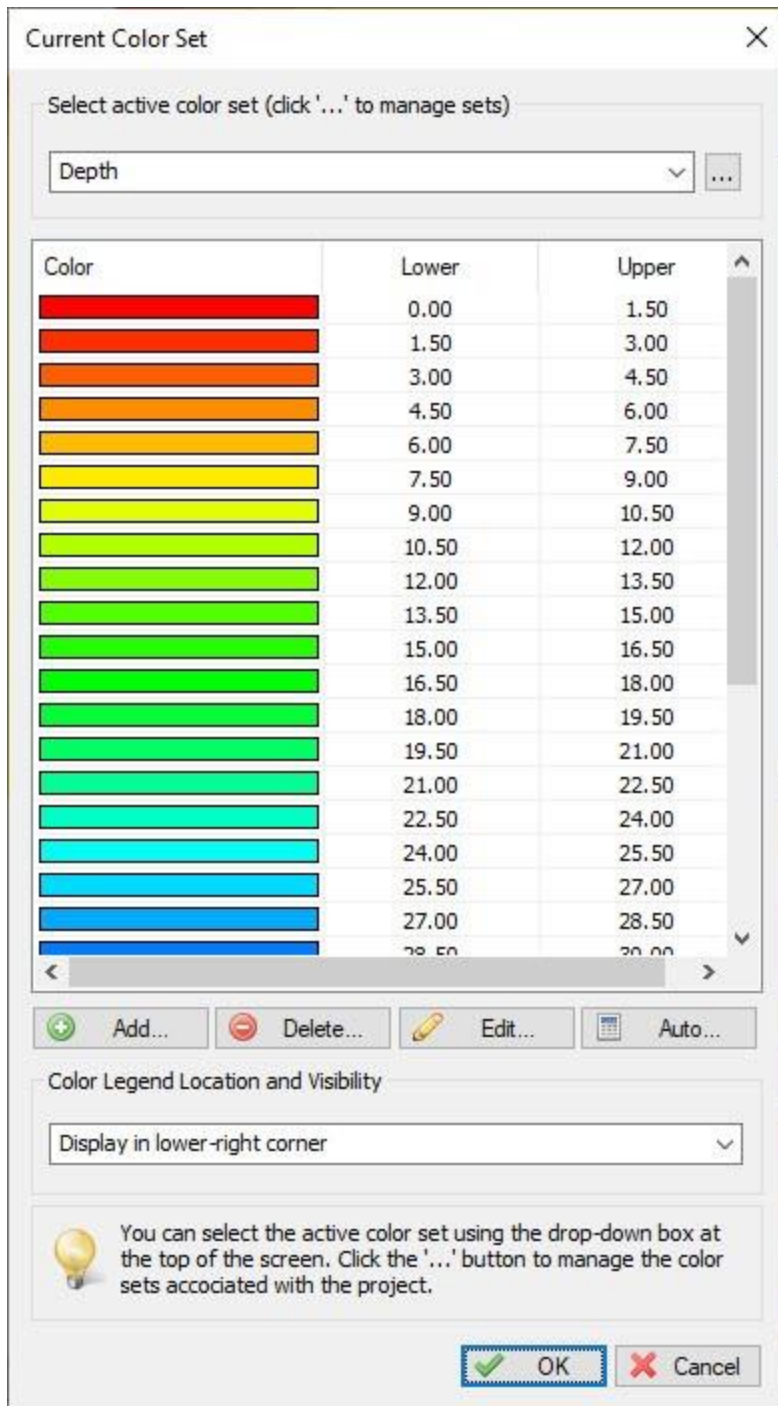 Current Color Set
Select active color set (click '...' to manage sets)
Depth
...
Color Lower Upper
0.00 1.50
1.50 3.00
3.00 4.50
4.50 6.00
6.00 7.50
7.50 9.00
9.00 10.50
10.50 12.00
12.00 13.50
13.50 15.00
15.00 16.50
16.50 18.00
18.00 19.50
19.50 21.00
21.00 22.50
22.50 24.00
24.00 25.50
25.50 27.00
27.00 28.50
28.50 30.00
Add... Delete... Edit... Auto...
Color Legend Location and Visibility
Display in lower-right corner
You can select the active color set using the drop-down box at
the top of the screen. Click the '...' button to manage the color
sets accociated with the project.
OK Cancel